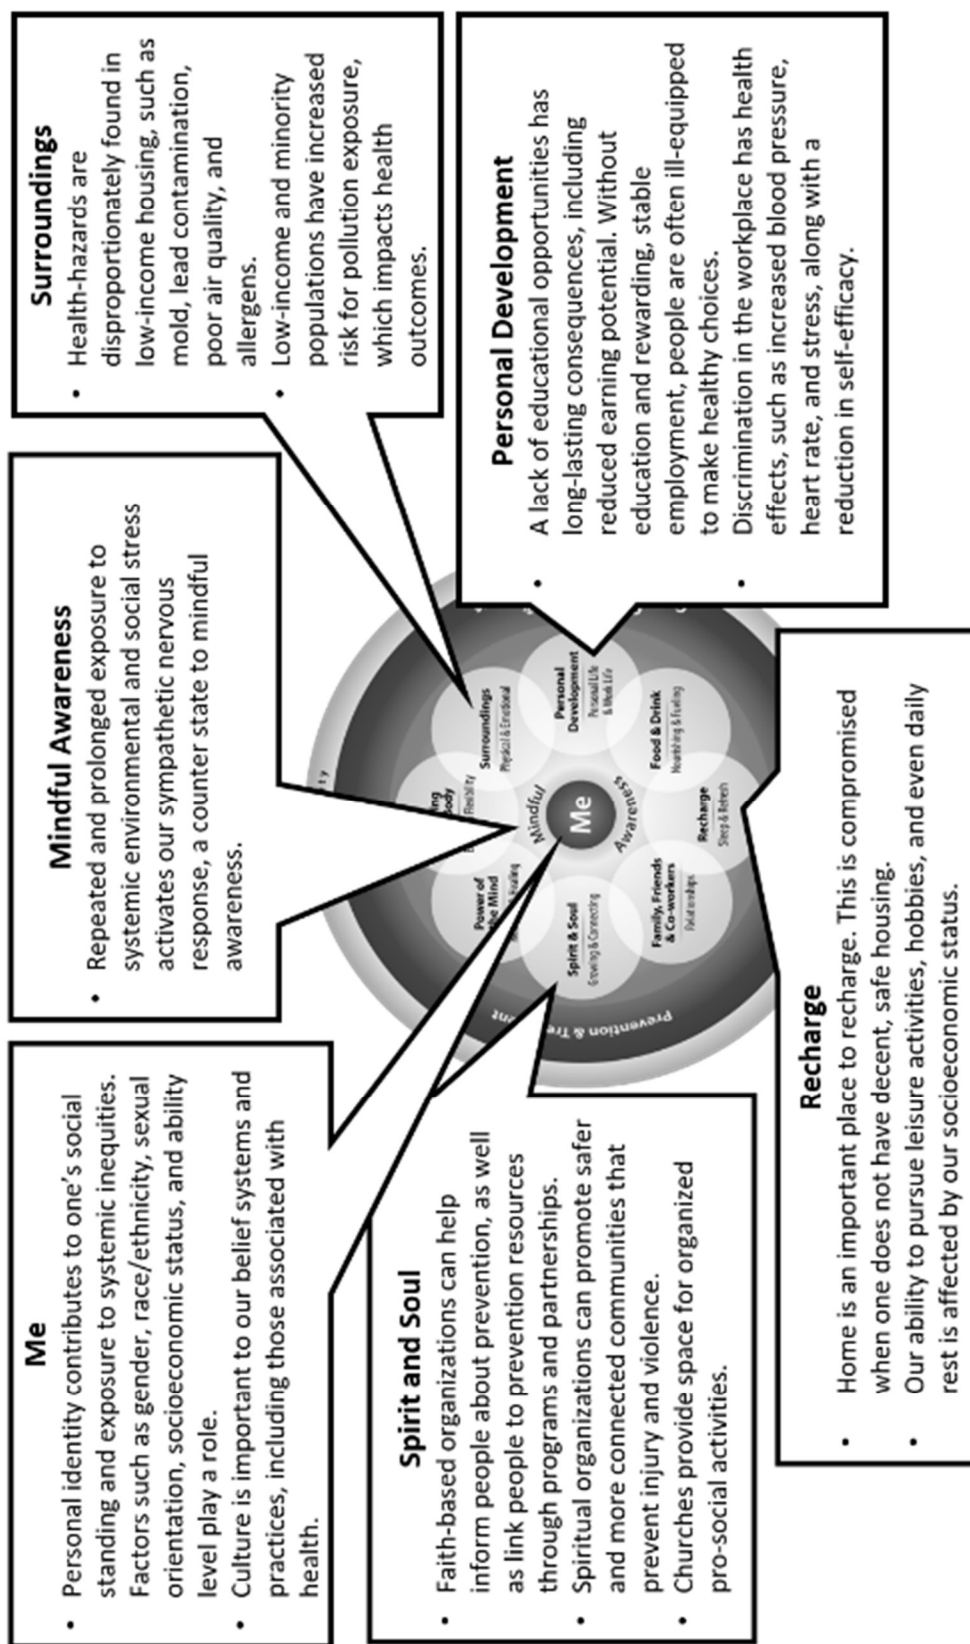 Me
• Personal identity contributes to one's social
standing and exposure to systemic inequities.
Factors such as gender, race/ethnicity, sexual
orientation, socioeconomic status, and ability
level play a role.
• Culture is important to our belief systems and
practices, including those associated with
health.
Mindful Awareness
• Repeated and prolonged exposure to
systemic environmental and social stress
activates our sympathetic nervous
response, a counter state to mindful
awareness.
Surroundings
• Health-hazards are
disproportionately found in
low-income housing, such as
mold, lead contamination,
poor air quality, and
allergens.
• Low-income and minority
populations have increased
risk for pollution exposure,
which impacts health
outcomes.
Spirit and Soul
• Faith-based organizations can help
inform people about prevention, as well
as link people to prevention resources
through programs and partnerships.
• Spiritual organizations can promote safer
and more connected communities that
prevent injury and violence.
• Churches provide space for organized
pro-social activities.
Personal Development
• A lack of educational opportunities has
long-lasting consequences, including
reduced earning potential. Without
education and rewarding, stable
employment, people are often ill-equipped
to make healthy choices.
• Discrimination in the workplace has health
effects, such as increased blood pressure,
heart rate, and stress, along with a
reduction in self-efficacy.
Recharge
• Home is an important place to recharge. This is compromised
when one does not have decent, safe housing.
• Our ability to pursue leisure activities, hobbies, and even daily
rest is affected by our socioeconomic status.
Power of
the Mind
Flexibility
Surroundings
Physical & Emotional
Personal
Development
Personal Life
& Work Life
Food & Drink
Nourishing & Fueling
Recharge
Sleep & Refresh
Family, Friends
& Co-workers
Relationships
Spirit & Soul
Growing & Connecting
Mindful
Awareness
Me
Prevention &